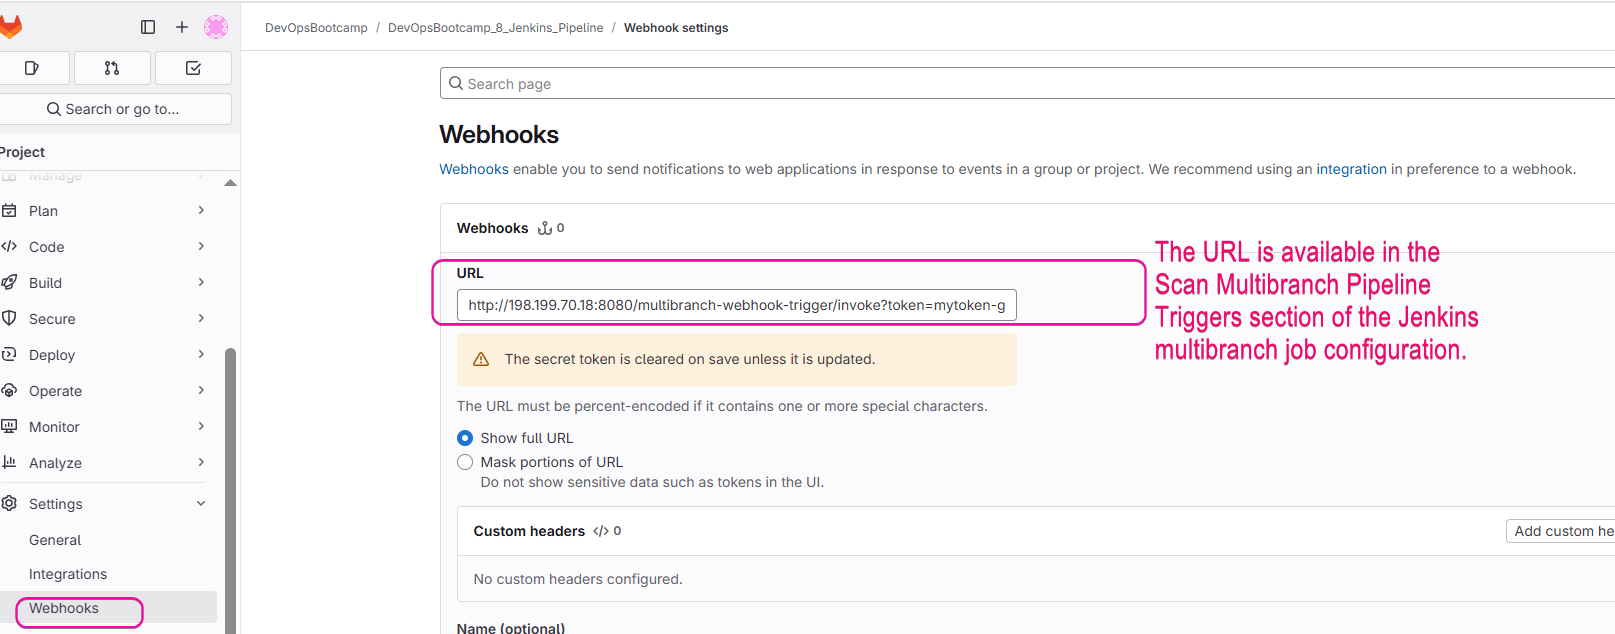 DevOpsBootcamp / DevOpsBootcamp_8_Jenkins_Pipeline / Webhook settings
Search or go to...
Project
Manage
Plan
Code
Build
Secure
Deploy
Operate
Monitor
Analyze
Settings
General
Integrations
Webhooks
Search page
Webhooks
Webhooks enable you to send notifications to web applications in response to events in a group or project. We recommend using an integration in preference to a webhook.
Webhooks 0
URL
http://198.199.70.18:8080/multibranch-webhook-trigger/invoke?token=mytoken-g
The secret token is cleared on save unless it is updated.
The URL must be percent-encoded if it contains one or more special characters.
Show full URL
Mask portions of URL
Do not show sensitive data such as tokens in the UI.
Custom headers </> 0
Add custom he
No custom headers configured.
Name (optional)
The URL is available in the
Scan Multibranch Pipeline
Triggers section of the Jenkins
multibranch job configuration.